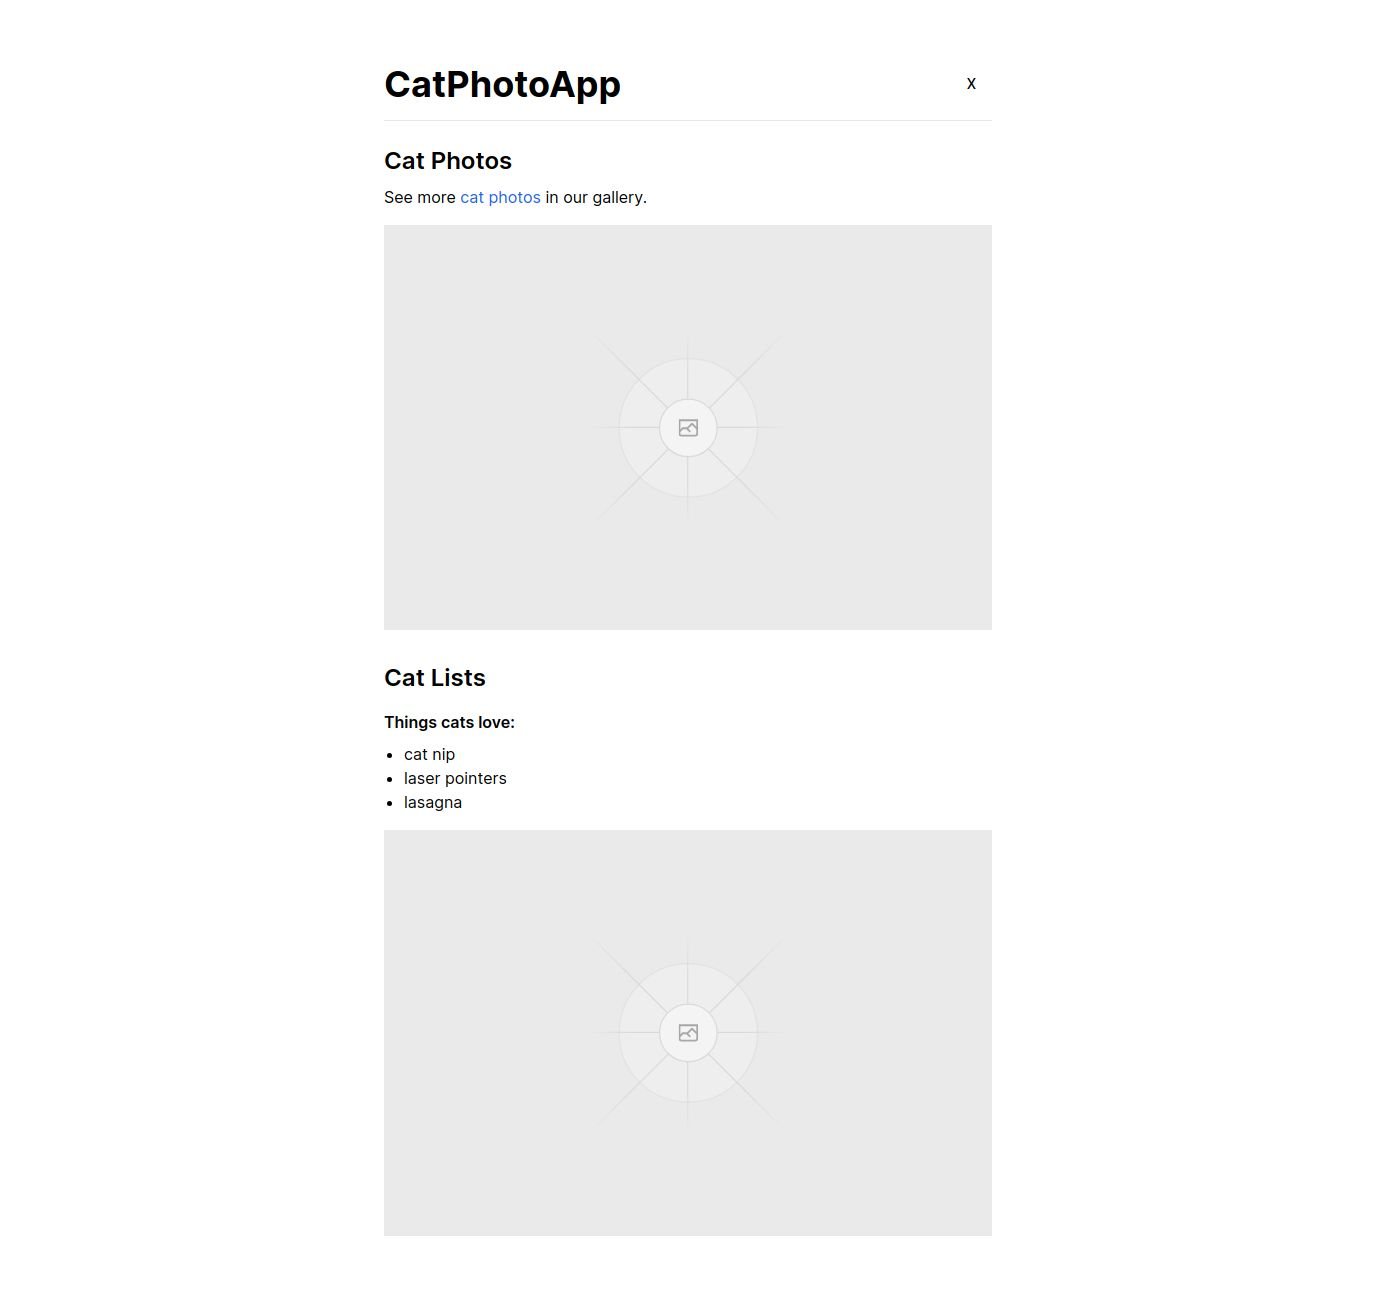 CatPhotoApp
X
Cat Photos
See more cat photos in our gallery.
Cat Lists
Things cats love:
cat nip
laser pointers
lasagna